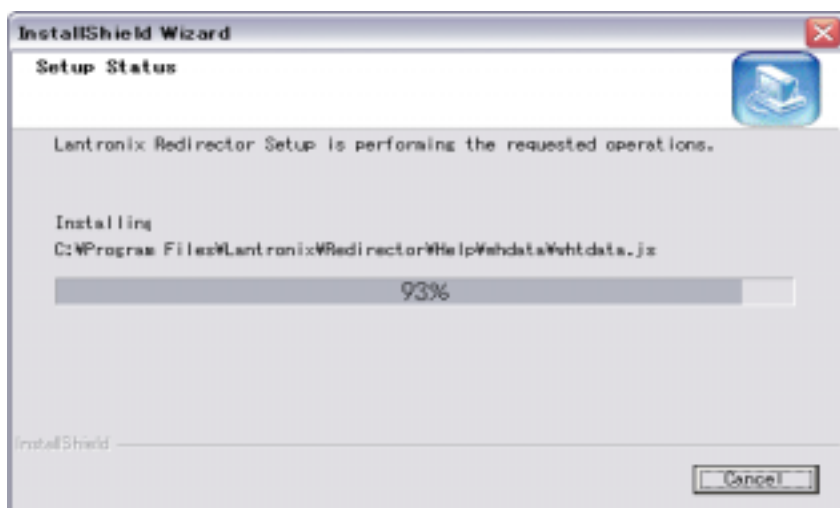 InstallShield Wizard
Setup Status
Lantronix Redirector Setup is performing the requested operations.
Installing
C:¥Program Files¥Lantronix¥Redirector¥Help¥whdata¥whtdata.js
93%
InstallShield
Cancel